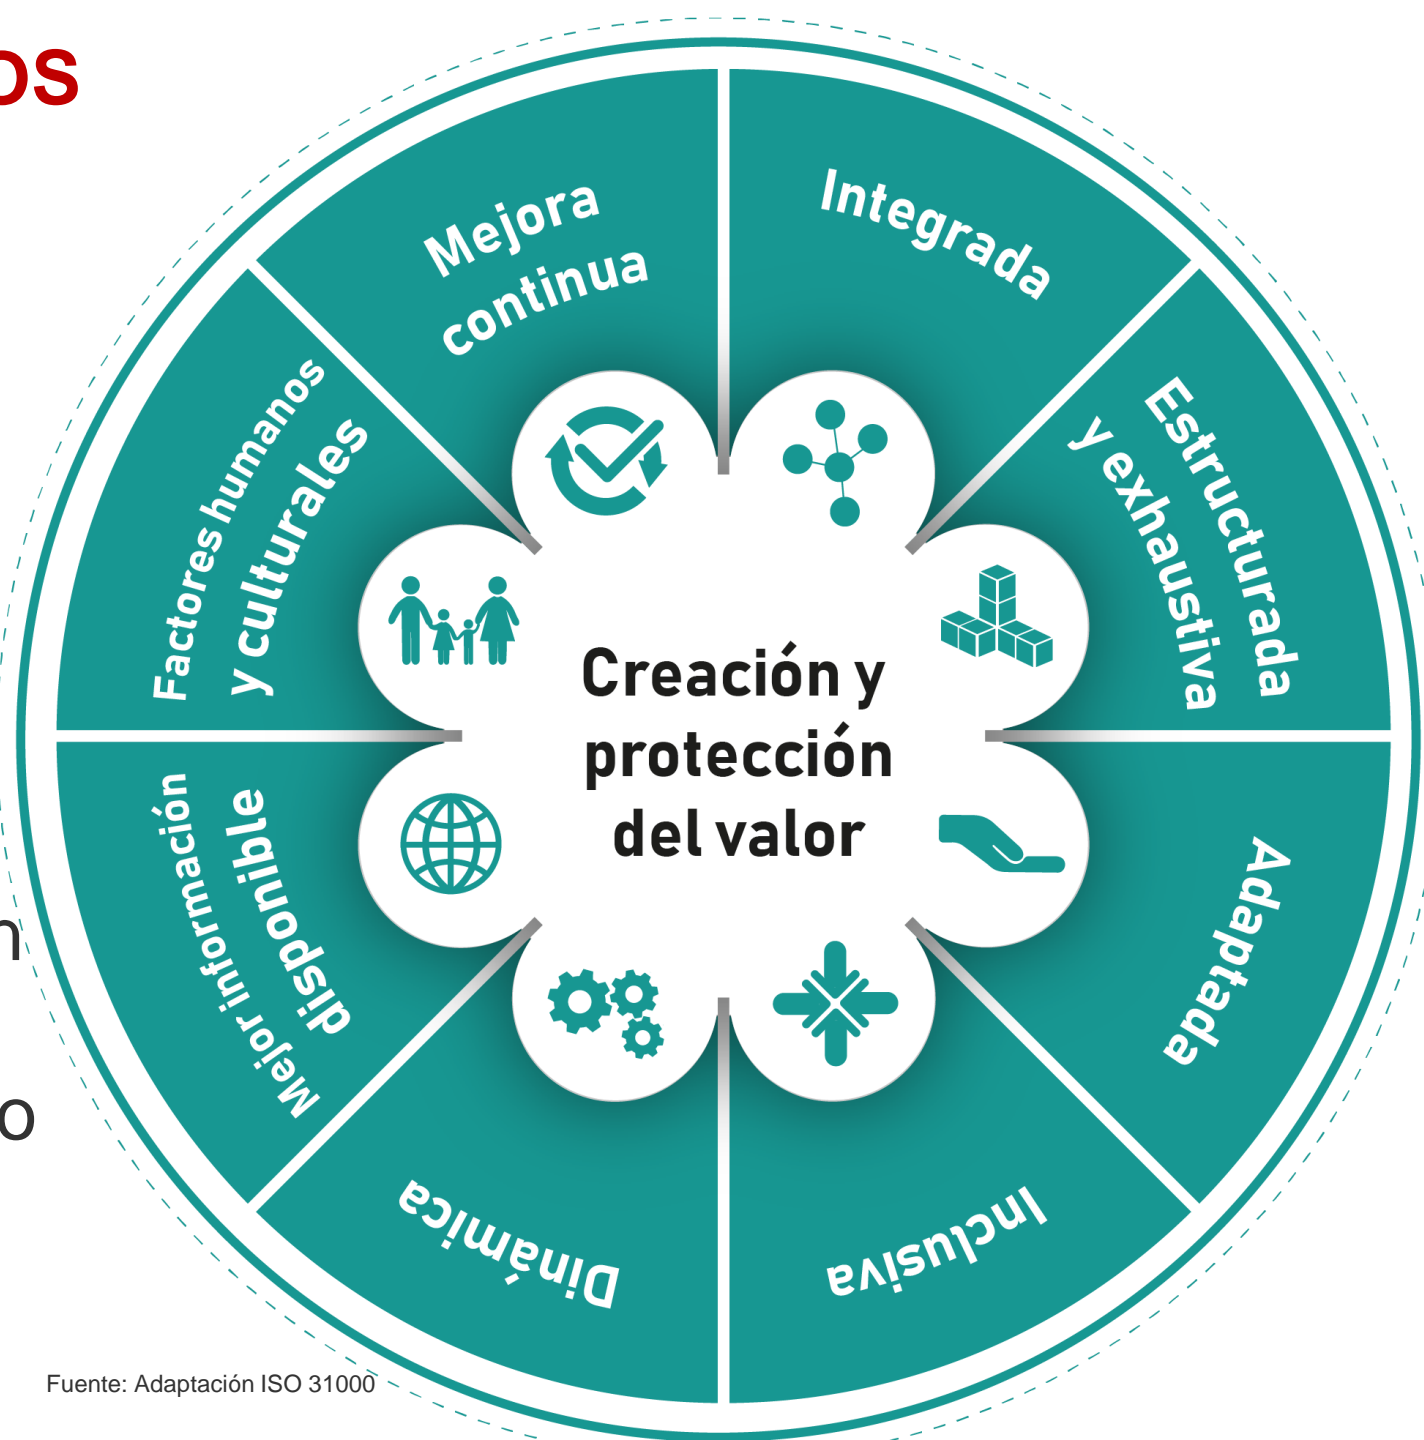 os
Mejora
continua
Integrada
Estructurada
y exhaustiva
Adaptada
Inclusiva
Dinámica
Mejor información
disponible
Factores humanos
y culturales
Creación y
protección
del valor
n
o
Fuente: Adaptación ISO 31000